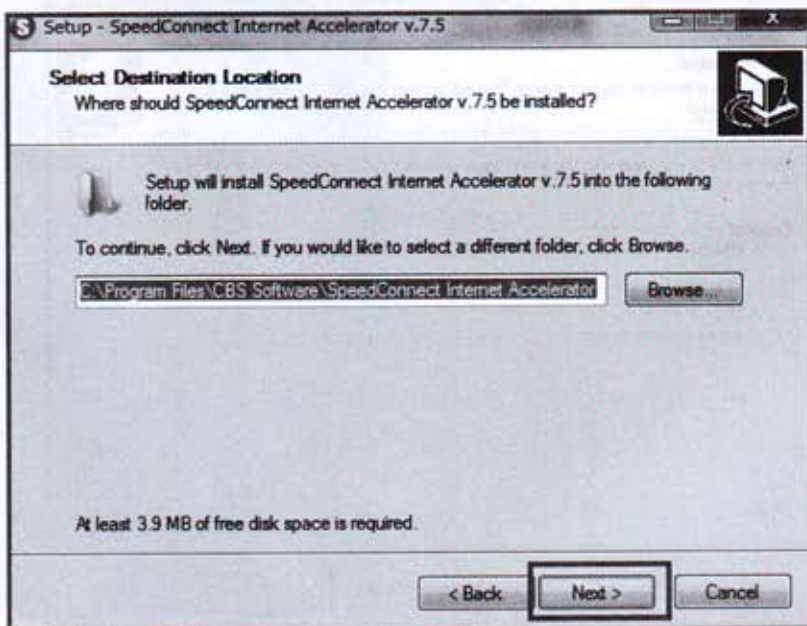 S Setup - SpeedConnect Internet Accelerator v.7.5
X
Select Destination Location
Where should SpeedConnect Internet Accelerator v.7.5 be installed?
Setup will install SpeedConnect Internet Accelerator v.7.5 into the following
folder.
To continue, click Next. If you would like to select a different folder, click Browse.
C:\Program Files\CBS Software\SpeedConnect Internet Accelerator
Browse...
At least 3.9 MB of free disk space is required.
< Back
Next >
Cancel